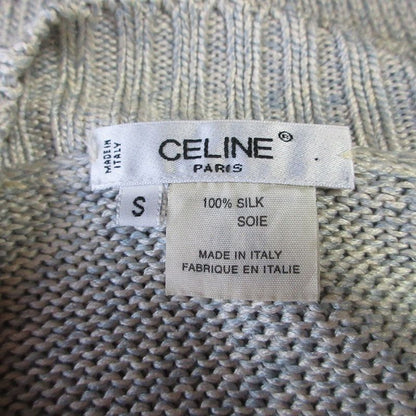 MADE IN
ITALY
CELINE®
PARIS
S
100% SILK
SOIE
MADE IN ITALY
FABRIQUE EN ITALIE